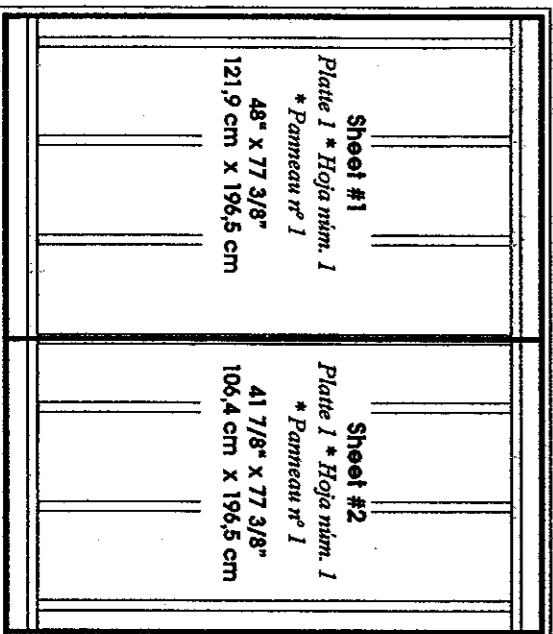 Sheet #1
Platte 1 * Hoja núm. 1
* Panneau nº 1
48" x 77 3/8"
121,9 cm x 196,5 cm
Sheet #2
Platte 1 * Hoja núm. 1
* Panneau nº 1
41 7/8" x 77 3/8"
106,4 cm x 196,5 cm